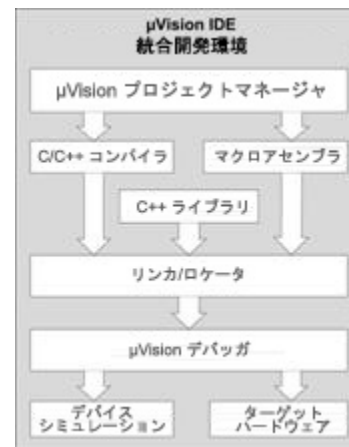 µVision IDE
統合開発環境
µVision プロジェクトマネージャ
C/C++ コンパイラ
マクロアセンブラ
C++ ライブラリ
リンカ/ロケータ
µVision デバッガ
デバイス
シミュレーション
ターゲット
ハードウェア